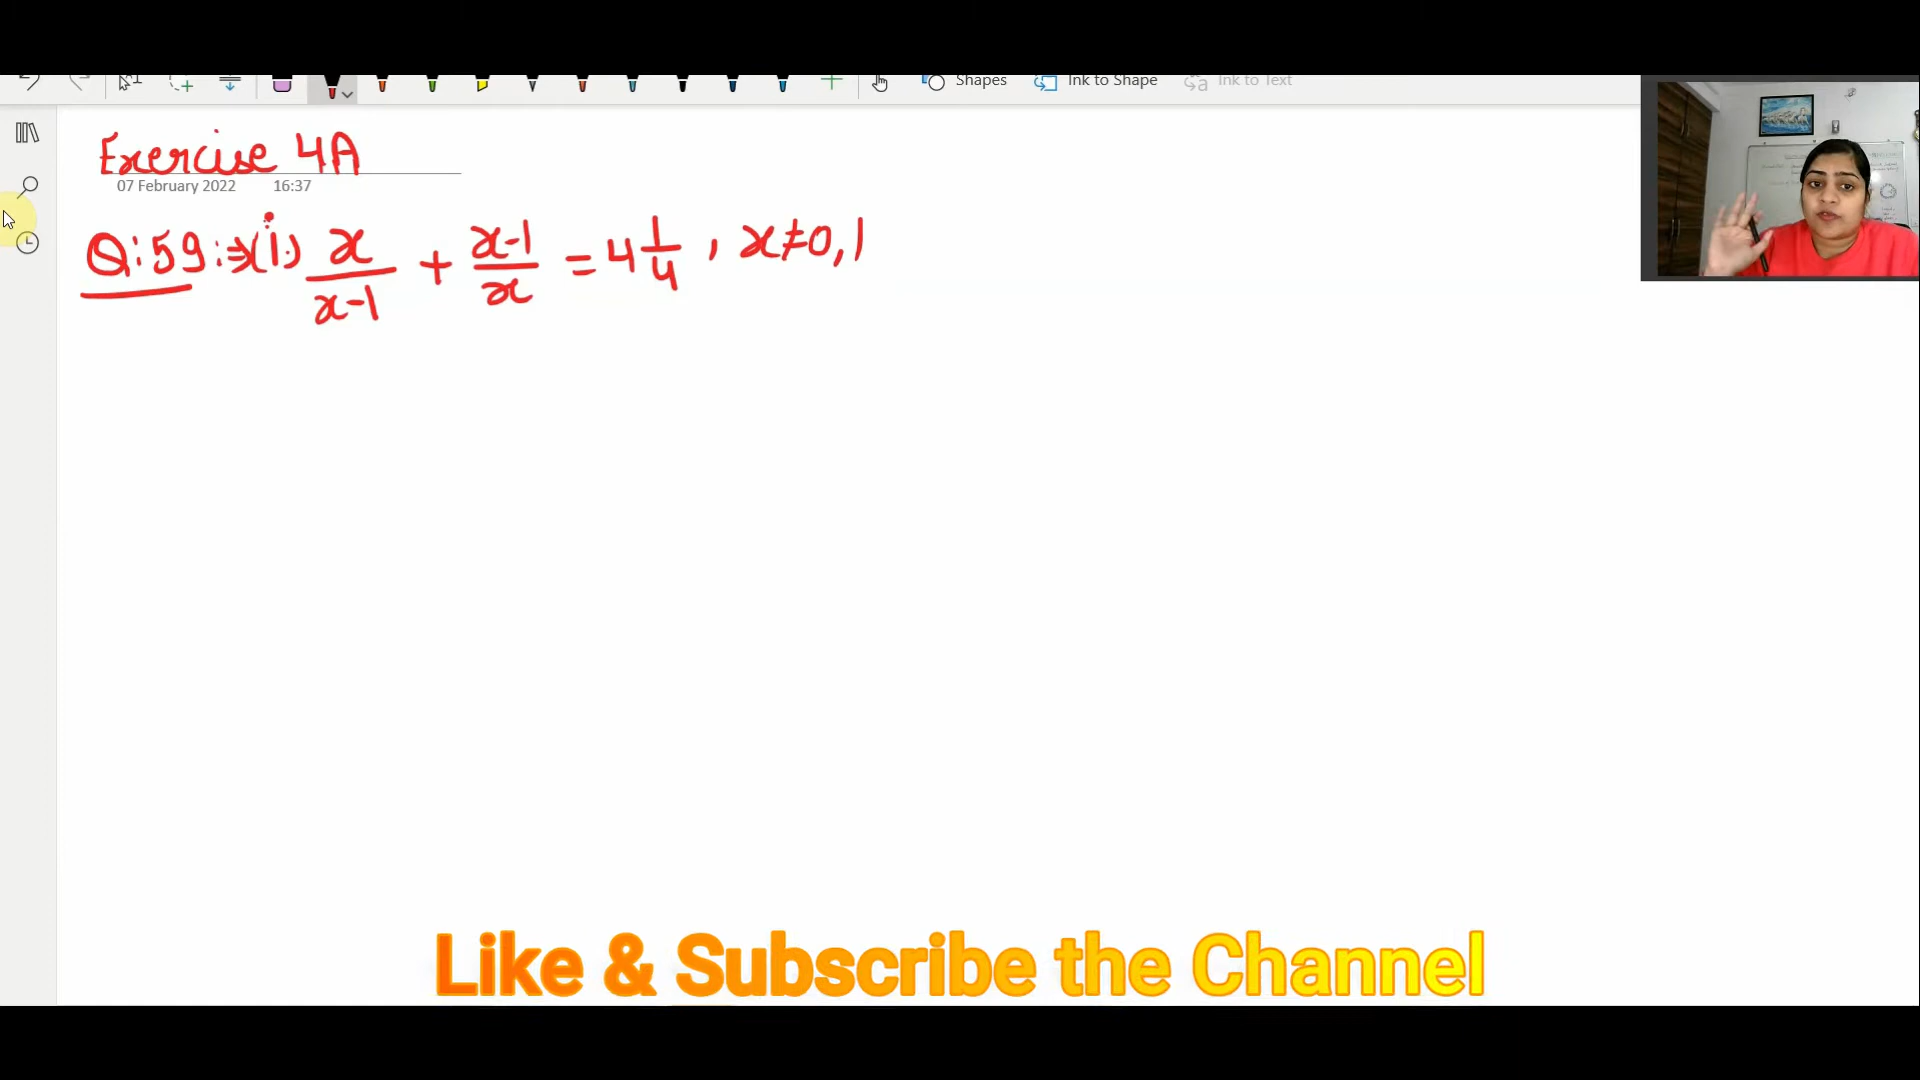 Shapes Ink to Shape Ink to Text
Exercise 4A
07 February 2022 16:37
Q:59:⇒(i) x/(x-1) + (x-1)/x = 4 1/4 , x≠0,1
Like & Subscribe the Channel